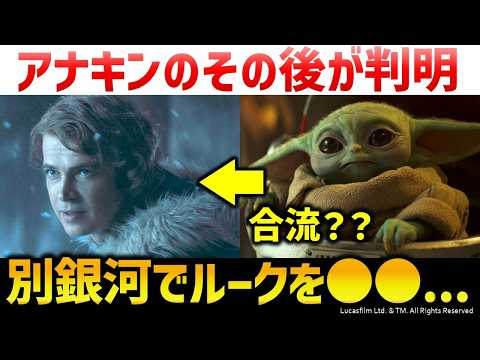 アナキンのその後が判明
合流？？
別銀河でルークを●●…
Lucasfilm Ltd. & TM. All Rights Reserved